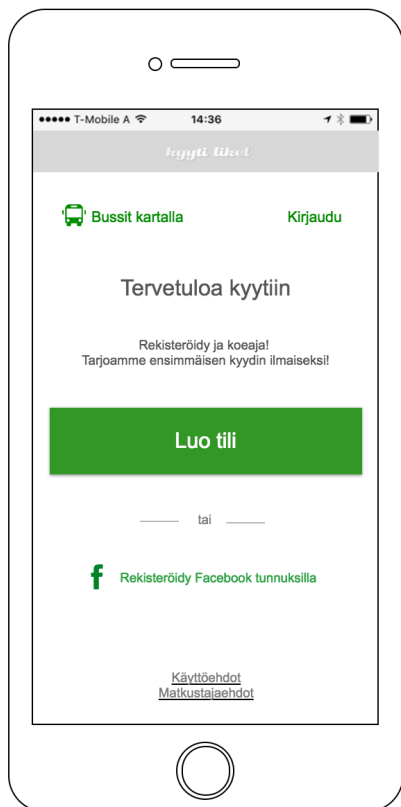 T-Mobile A 14:36
kyyti likel
Bussit kartalla Kirjaudu
Tervetuloa kyytiin
Rekisteröidy ja koeaja!
Tarjoamme ensimmäisen kyydin ilmaiseksi!
Luo tili
tai
Rekisteröidy Facebook tunnuksilla
Käyttöehdot
Matkustajaehdot